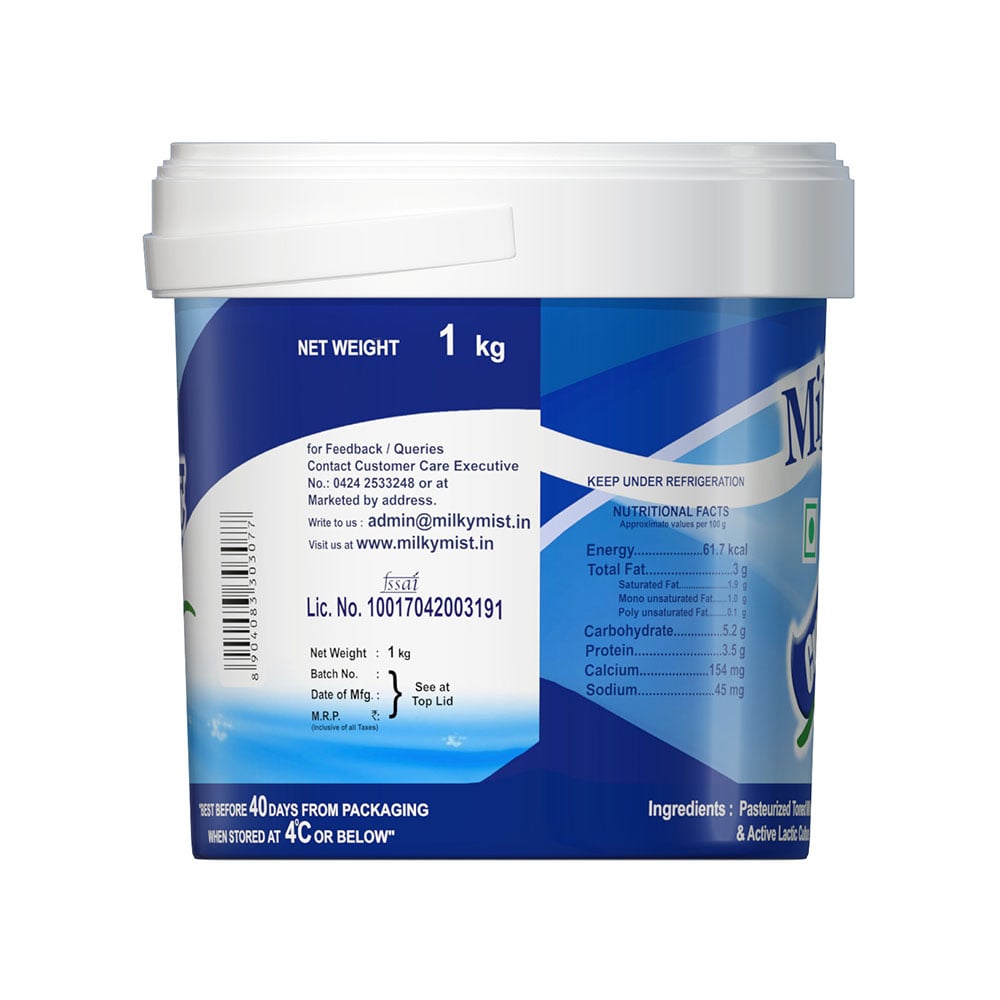 NET WEIGHT 1 kg
for Feedback / Queries
Contact Customer Care Executive
No.: 0424 2533248 or at
Marketed by address.
Write to us : admin@milkymist.in
Visit us at www.milkymist.in
fssai
Lic. No. 10017042003191
8904083303077
Net Weight : 1 kg
Batch No. :
Date of Mfg. :
M.R.P. ₹:
(Inclusive of all Taxes)
See at
Top Lid
"BEST BEFORE 40 DAYS FROM PACKAGING
WHEN STORED AT 4°C OR BELOW"
KEEP UNDER REFRIGERATION
NUTRITIONAL FACTS
Approximate values per 100 g
Energy......................61.7 kcal
Total Fat............................3 g
Saturated Fat..................1.9 g
Mono unsaturated Fat.....1.0 g
Poly unsaturated Fat......0.1 g
Carbohydrate...............5.2 g
Protein...........................3.5 g
Calcium.....................154 mg
Sodium........................45 mg
Ingredients : Pasteurized Toned
& Active Lactic